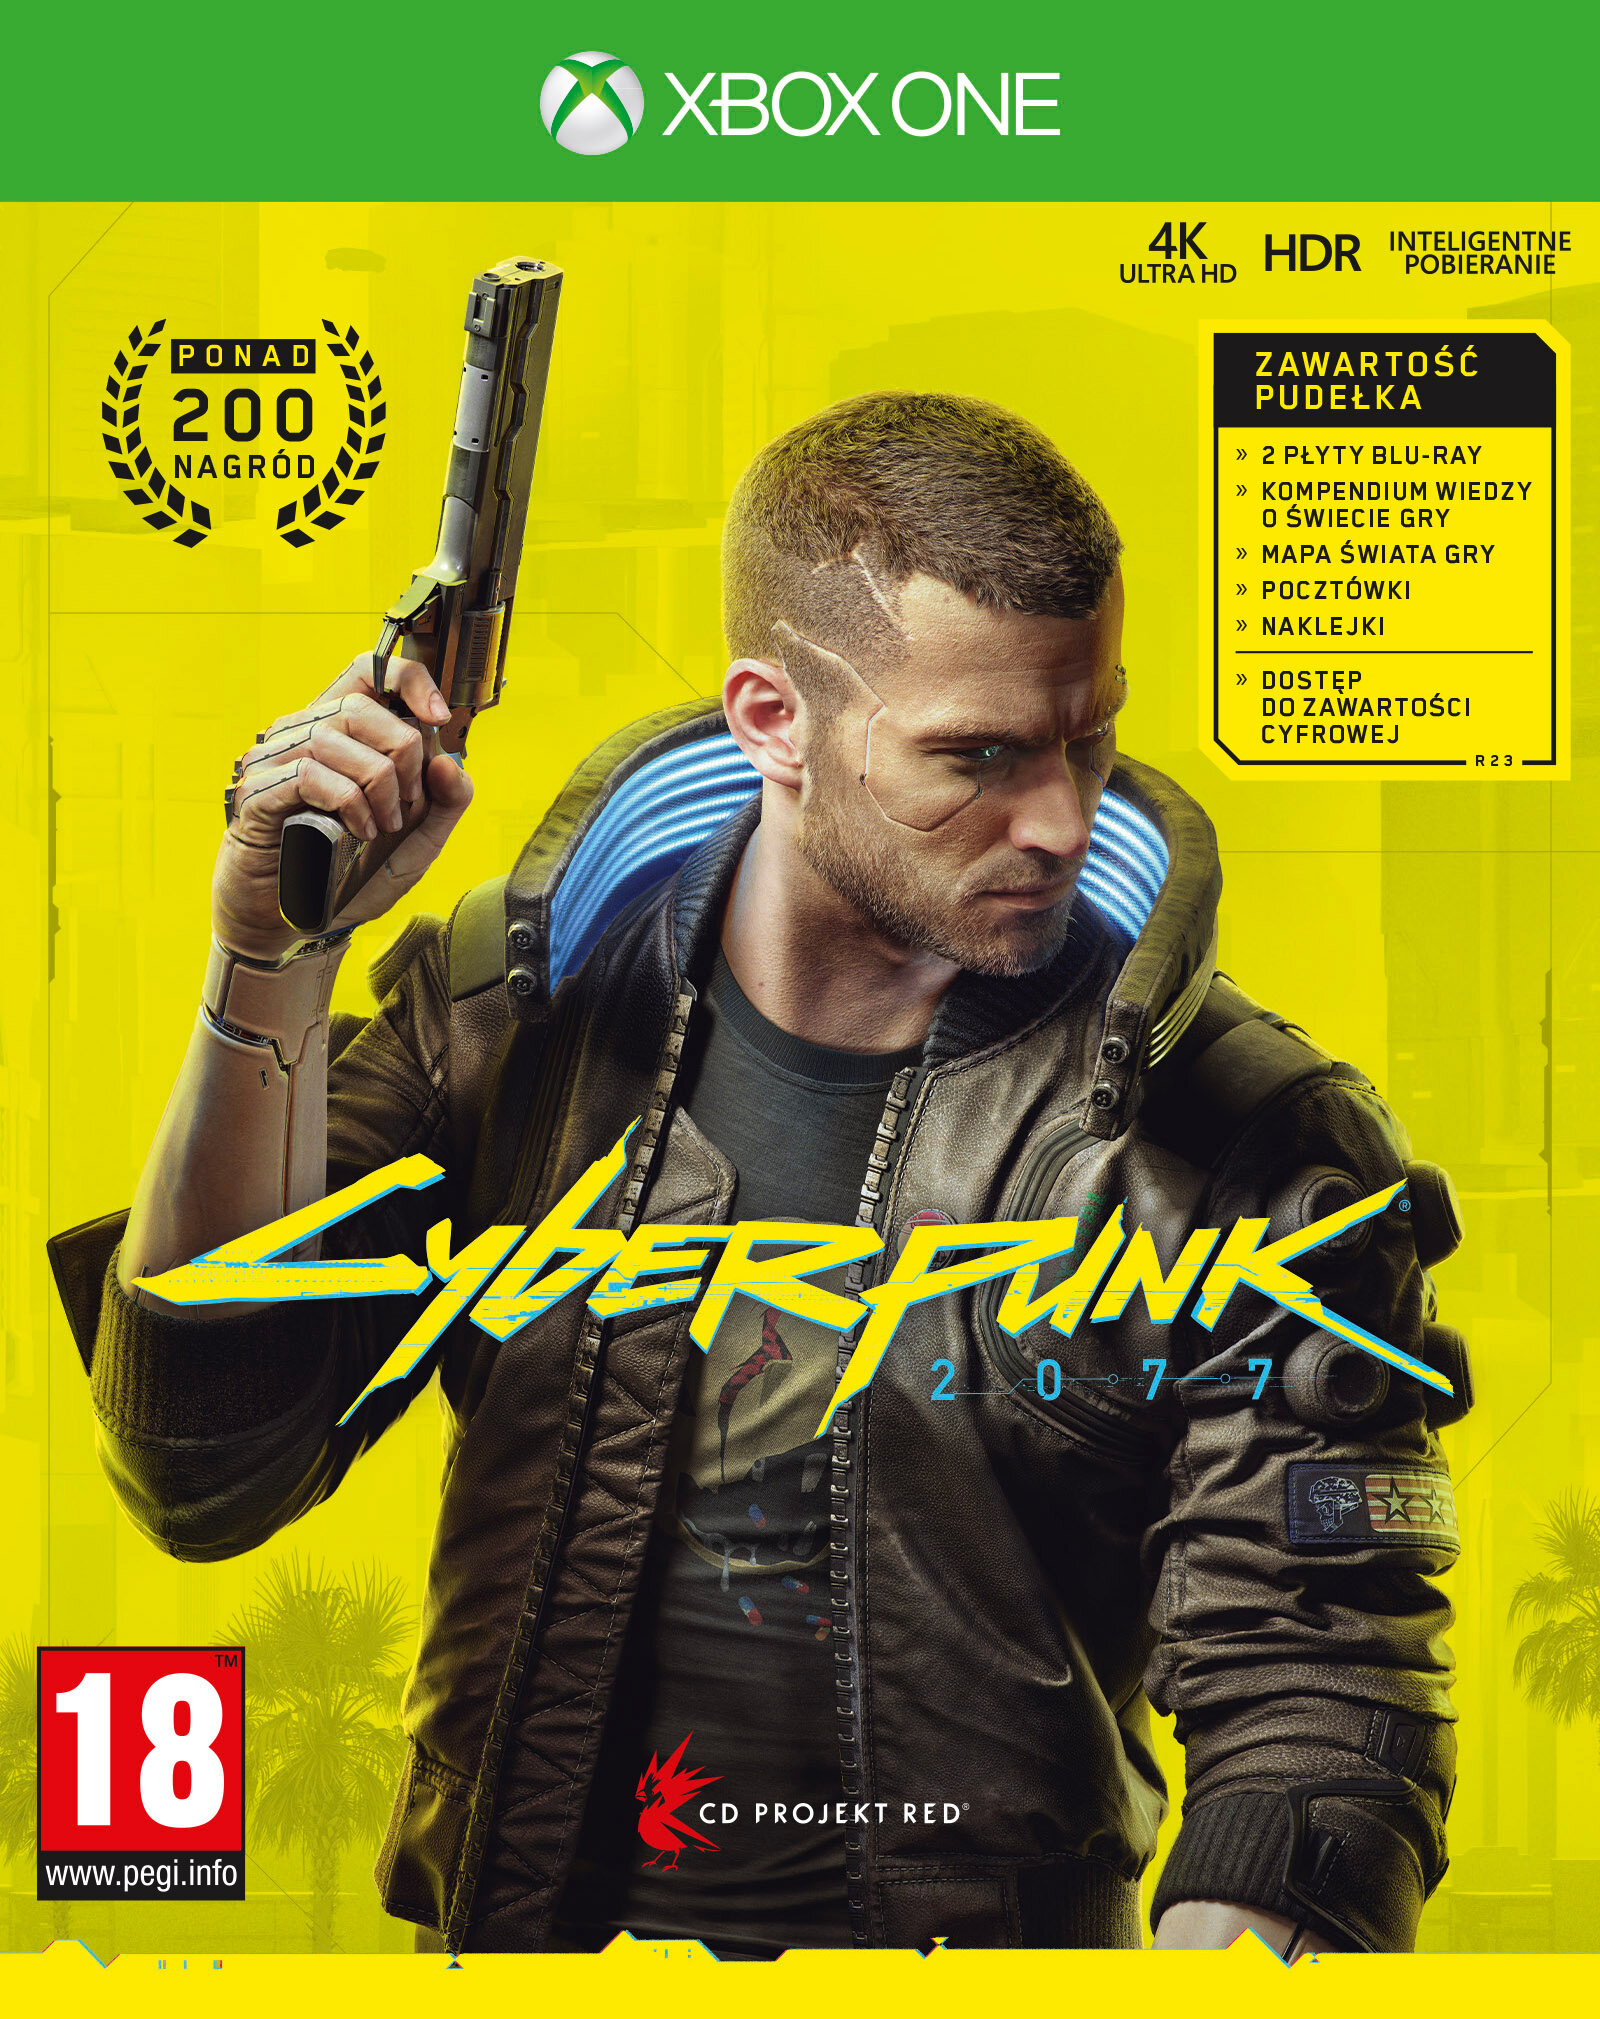 XBOX ONE
4K
ULTRA HD
HDR
INTELIGENTNE
POBIERANIE
PONAD
200
NAGRÓD
ZAWARTOŚĆ
PUDEŁKA
» 2 PŁYTY BLU-RAY
» KOMPENDIUM WIEDZY
O ŚWIECIE GRY
» MAPA ŚWIATA GRY
» POCZTÓWKI
» NAKLEJKI
» DOSTĘP
DO ZAWARTOŚCI
CYFROWEJ
R23
CYBERPUNK®
2077
18™
www.pegi.info
CD PROJEKT RED®